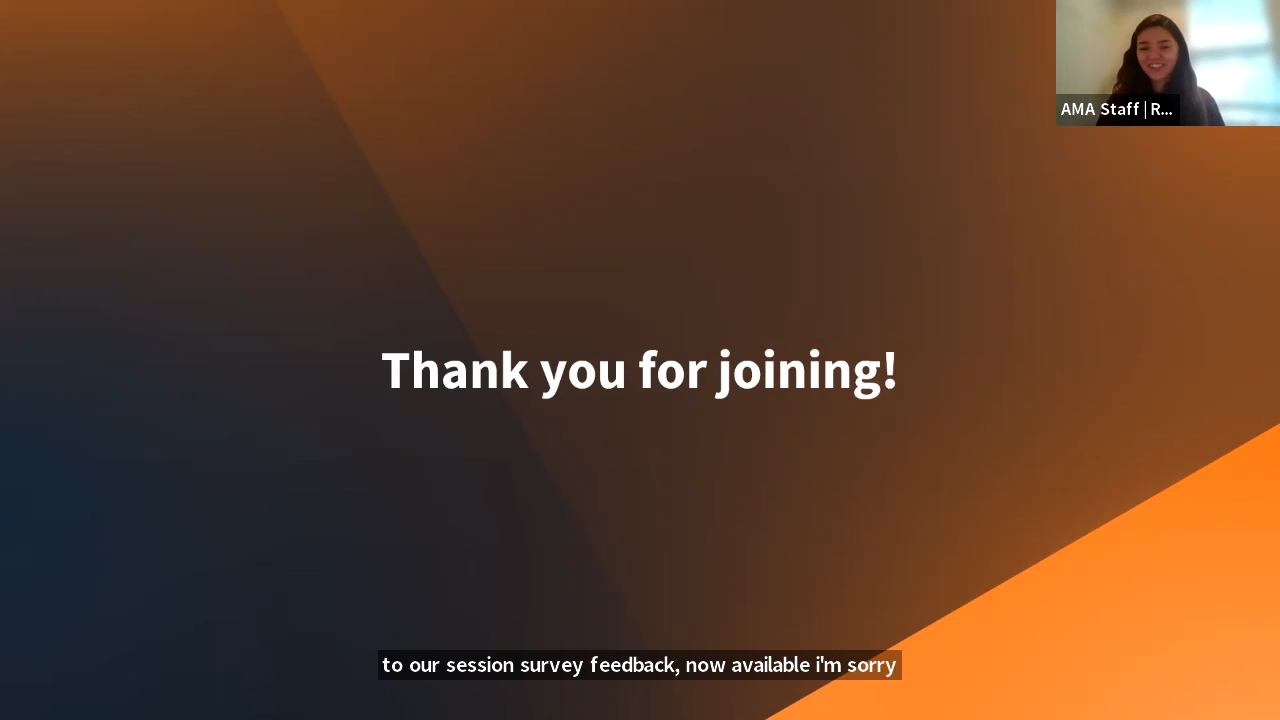 AMA Staff | R...
Thank you for joining!
to our session survey feedback, now available i'm sorry